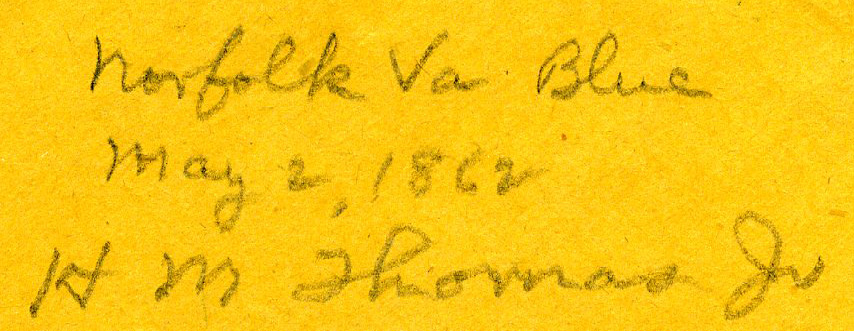 Norfolk Va Blue
May 2, 1862
H M Thomas Jr